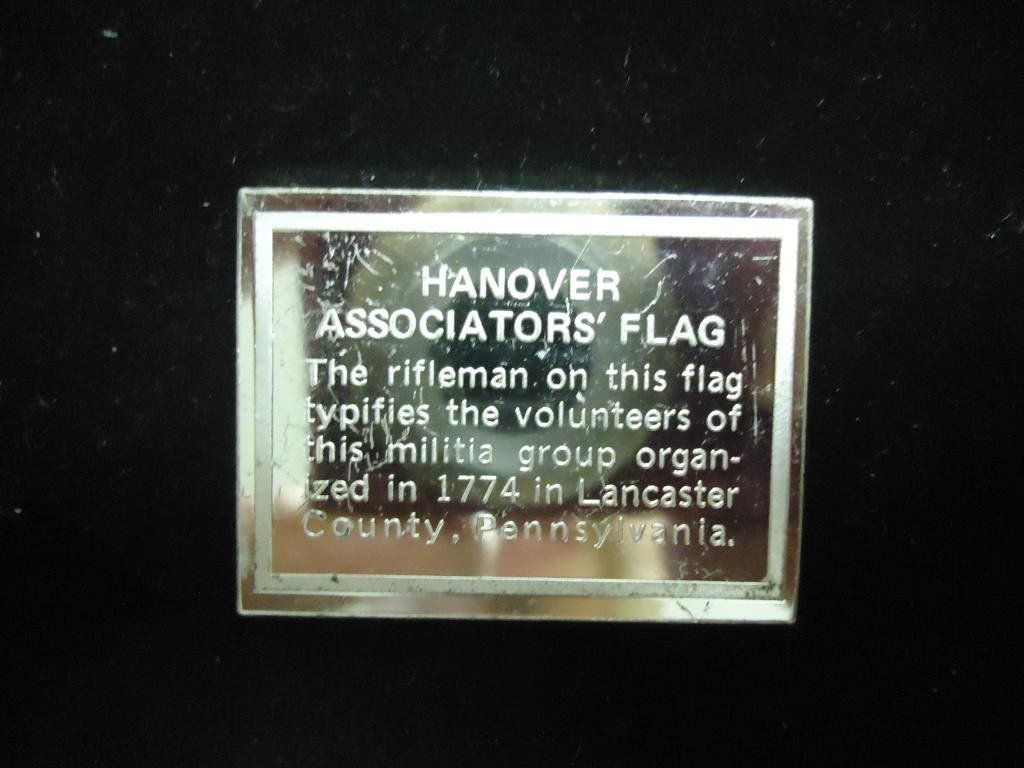 HANOVER
ASSOCIATORS' FLAG
The rifleman on this flag
typifies the volunteers of
this militia group organ-
ized in 1774 in Lancaster
County, Pennsylvania.